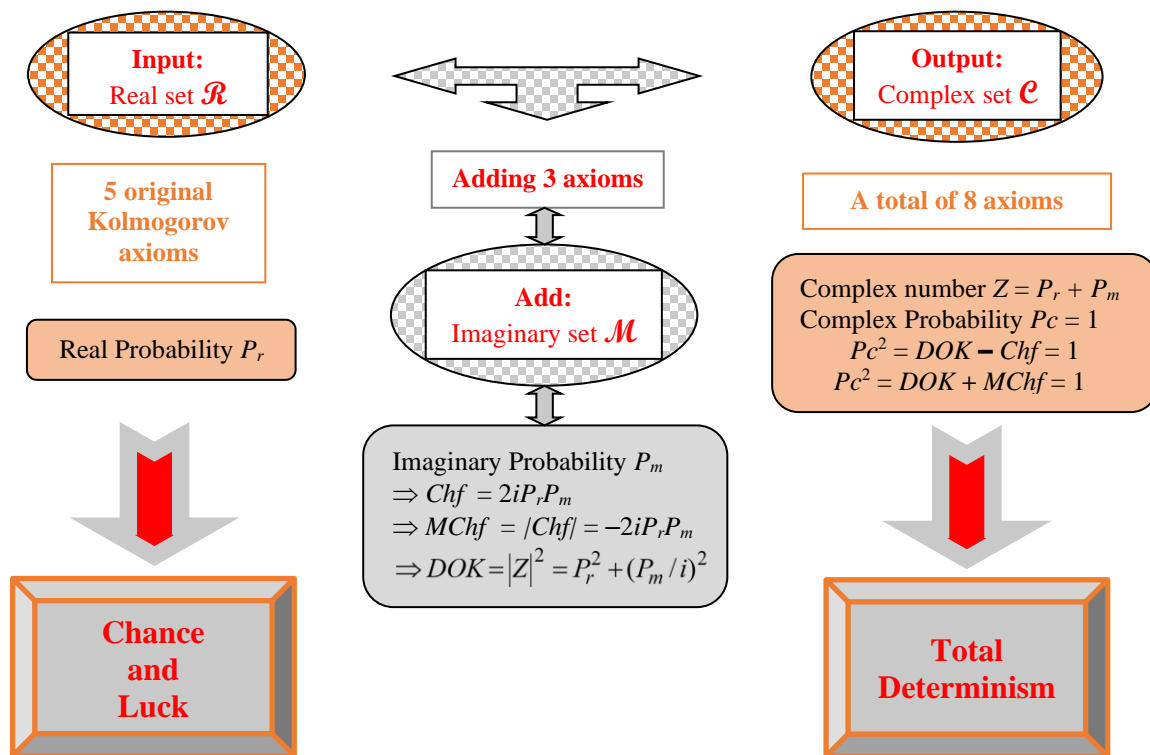 Input:
Real set ℛ
5 original
Kolmogorov
axioms
Real Probability Pᵣ
Chance
and
Luck
Adding 3 axioms
Add:
Imaginary set ℳ
Imaginary Probability Pₘ
⇒ Chf = 2iPᵣPₘ
⇒ MChf = |Chf| = −2iPᵣPₘ
⇒ DOK = |Z|² = Pᵣ² + (Pₘ/i)²
Output:
Complex set 𝒞
A total of 8 axioms
Complex number Z = Pᵣ + Pₘ
Complex Probability Pc = 1
Pc² = DOK − Chf = 1
Pc² = DOK + MChf = 1
Total
Determinism